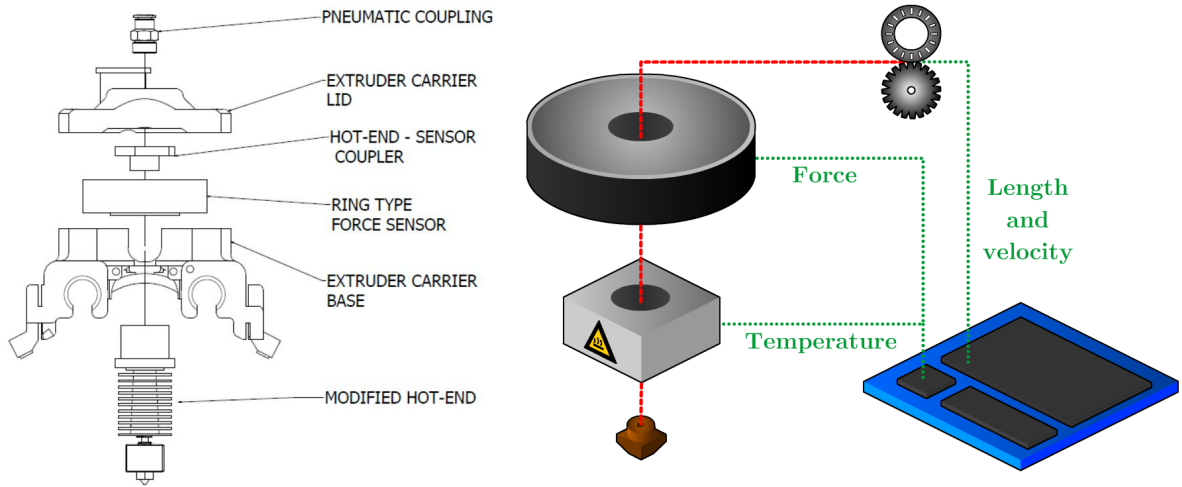 PNEUMATIC COUPLING
EXTRUDER CARRIER
LID
HOT-END - SENSOR
COUPLER
RING TYPE
FORCE SENSOR
EXTRUDER CARRIER
BASE
MODIFIED HOT-END
Force
Length
and
velocity
Temperature